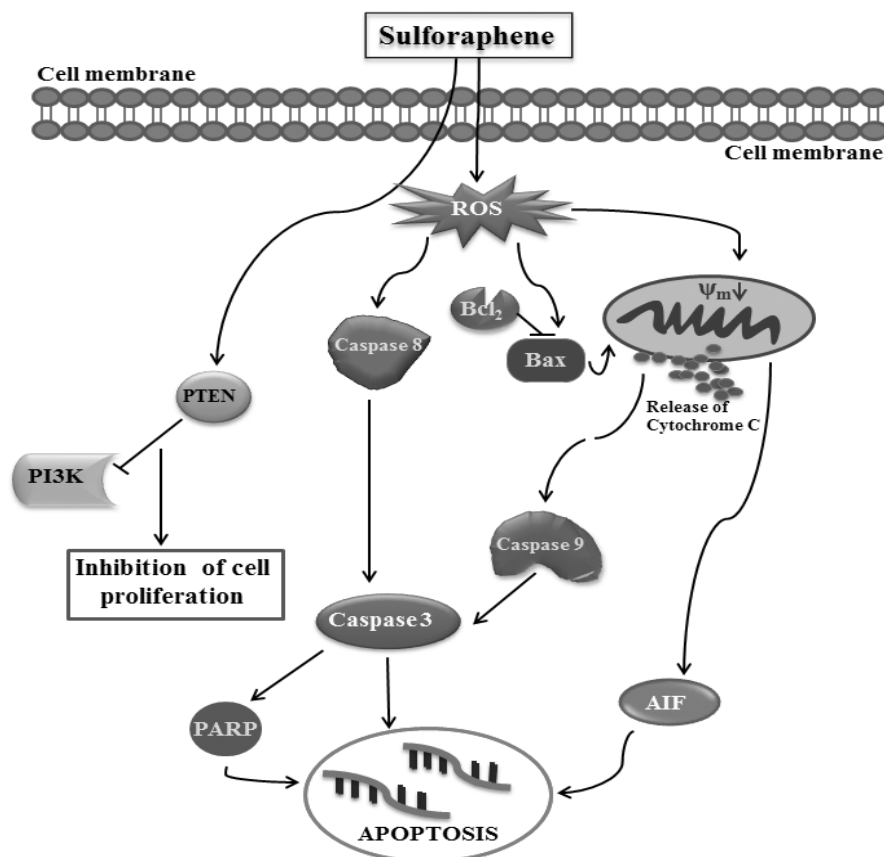 Sulforaphene
Cell membrane
Cell membrane
ROS
Ψm↓
Bcl2
Caspase 8
Bax
PTEN
Release of
Cytochrome C
PI3K
Caspase 9
Inhibition of cell
proliferation
Caspase 3
AIF
PARP
APOPTOSIS